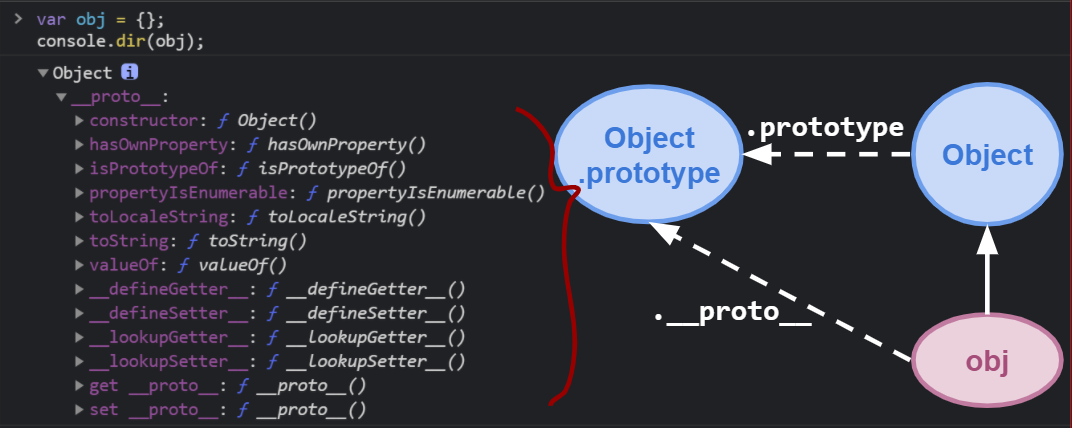 > var obj = {};
console.dir(obj);
▼Object i
▼__proto__:
▶constructor: ƒ Object()
▶hasOwnProperty: ƒ hasOwnProperty()
▶isPrototypeOf: ƒ isPrototypeOf()
▶propertyIsEnumerable: ƒ propertyIsEnumerable()
▶toLocaleString: ƒ toLocaleString()
▶toString: ƒ toString()
▶valueOf: ƒ valueOf()
▶__defineGetter__: ƒ __defineGetter__()
▶__defineSetter__: ƒ __defineSetter__()
▶__lookupGetter__: ƒ __lookupGetter__()
▶__lookupSetter__: ƒ __lookupSetter__()
▶get __proto__: ƒ __proto__()
▶set __proto__: ƒ __proto__()
Object
.prototype
.prototype
Object
.__proto__
obj